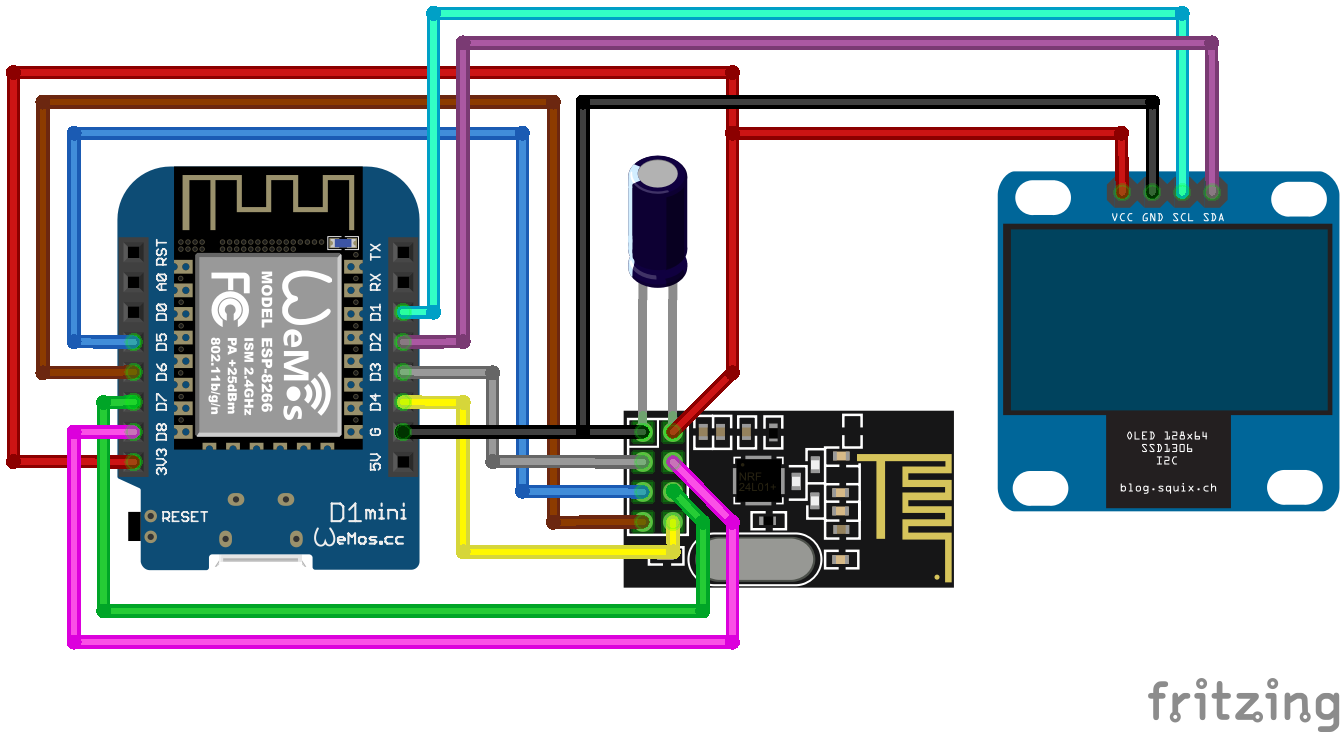 VCC GND SCL SDA
RST
A0
D0
D5
D6
D7
D8
3V3
WeMos
MODEL ESP-8266
ISM 2.4GHz
PA +25dBm
802.11b/g/n
FC
TX
RX
D1
D2
D3
D4
G
5V
RESET
D1mini
WeMos.cc
NRF
24L01+
OLED 128x64
SSD1306
I2C
blog.squix.ch
fritzing